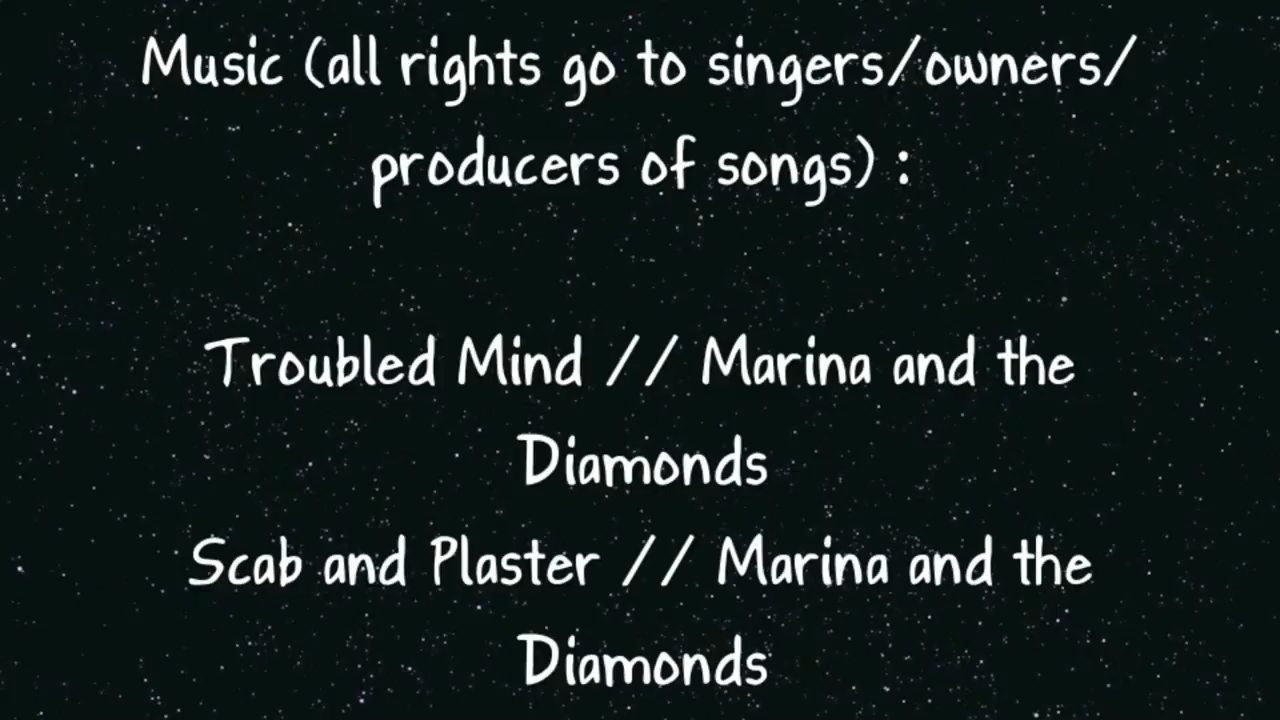 Music (all rights go to singers/owners/
producers of songs) :
Troubled Mind // Marina and the
Diamonds
Scab and Plaster // Marina and the
Diamonds